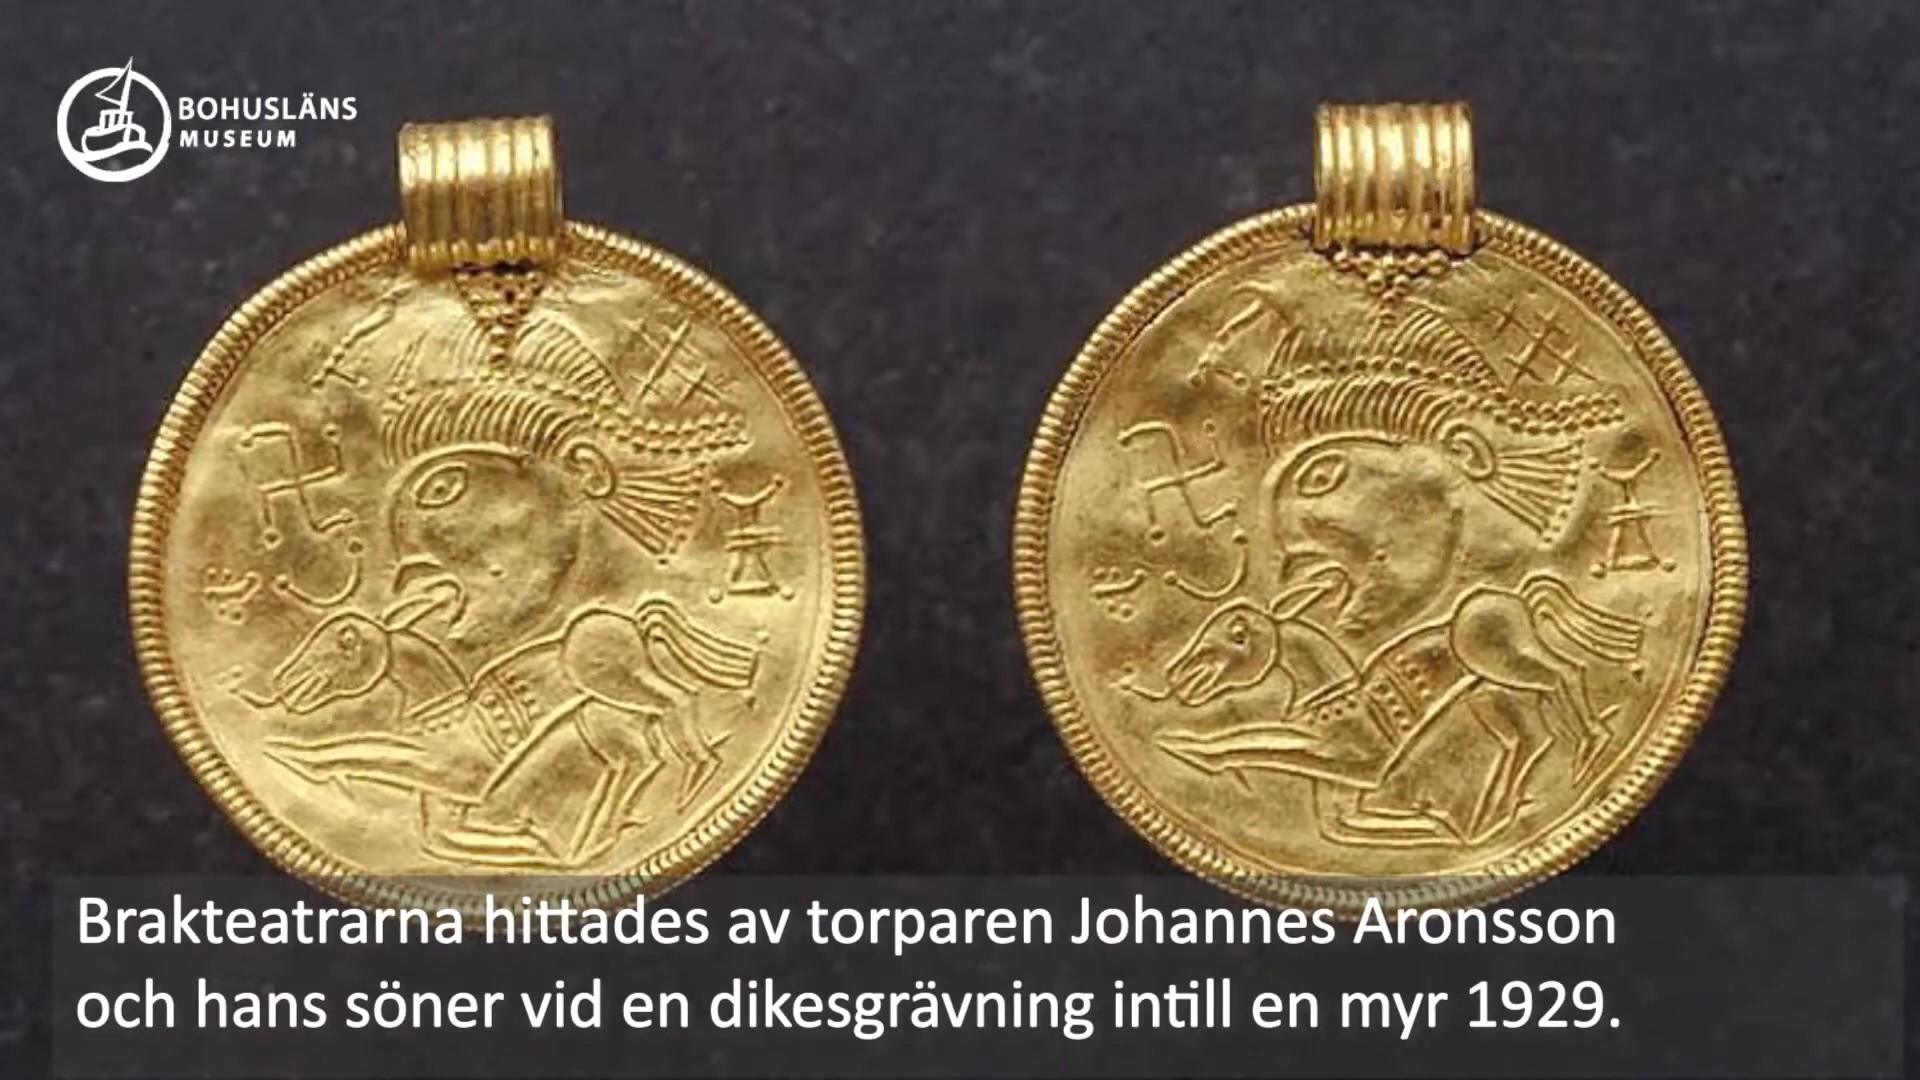 BOHUSLÄNS
MUSEUM
Brakteatrarna hittades av torparen Johannes Aronsson
och hans söner vid en dikesgrävning intill en myr 1929.